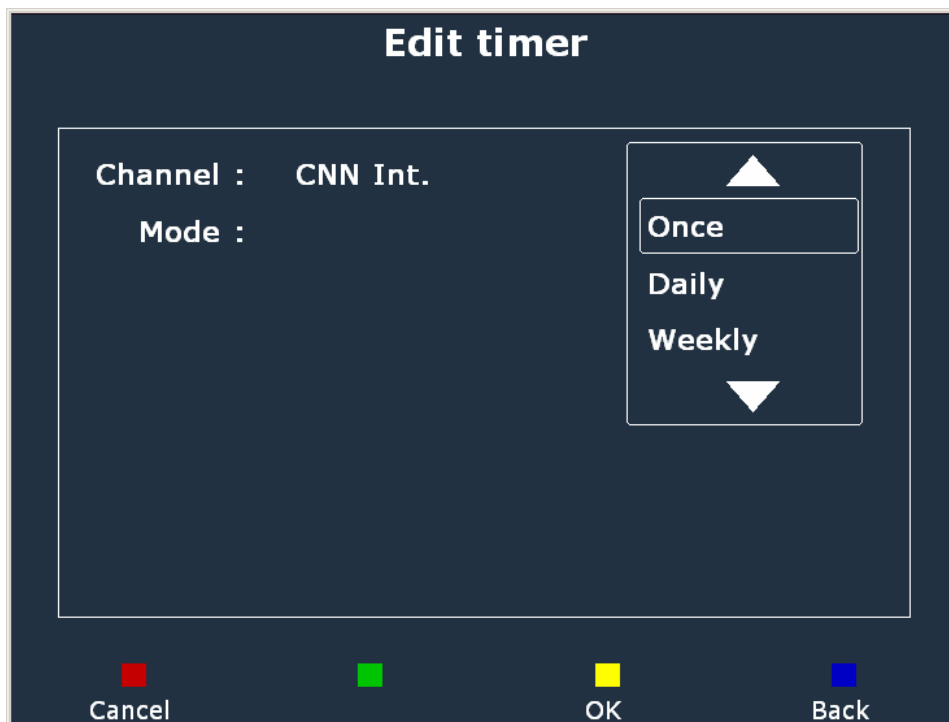 Edit timer
Channel : CNN Int.
Mode :
Once
Daily
Weekly
Cancel
OK
Back